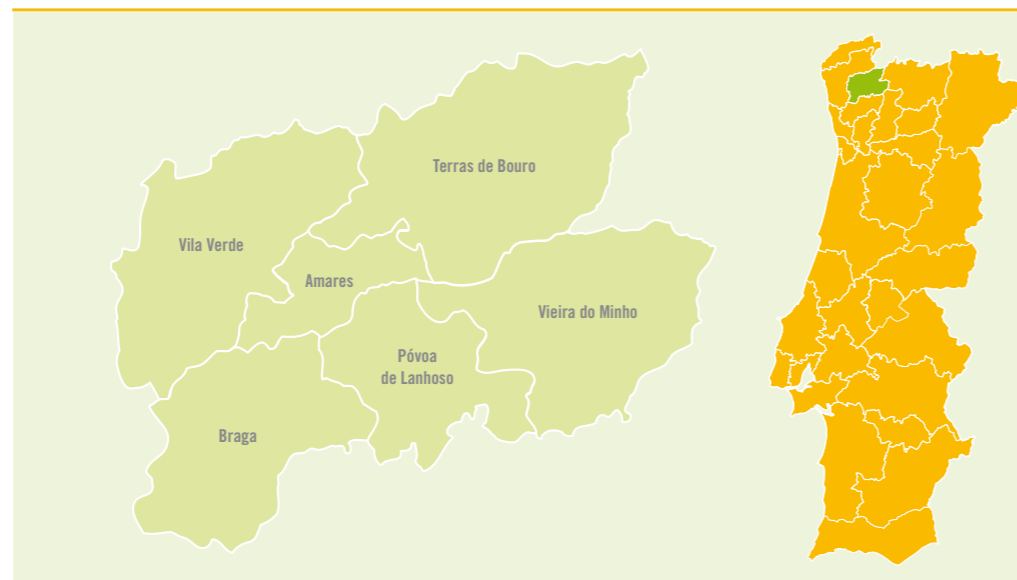 Terras de Bouro
Vila Verde
Amares
Vieira do Minho
Póvoa
de Lanhoso
Braga